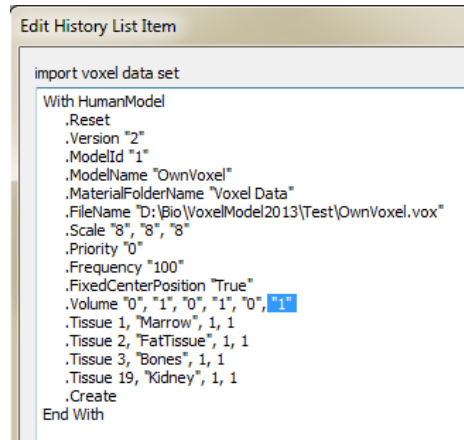 Edit History List Item
import voxel data set
With HumanModel
.Reset
.Version "2"
.ModelId "1"
.ModelName "OwnVoxel"
.MaterialFolderName "Voxel Data"
.FileName "D:\Bio\VoxelModel2013\Test\OwnVoxel.vox"
.Scale "8", "8", "8"
.Priority "0"
.Frequency "100"
.FixedCenterPosition "True"
.Volume "0", "1", "0", "1", "0", "1"
.Tissue 1, "Marrow", 1, 1
.Tissue 2, "FatTissue", 1, 1
.Tissue 3, "Bones", 1, 1
.Tissue 19, "Kidney", 1, 1
.Create
End With